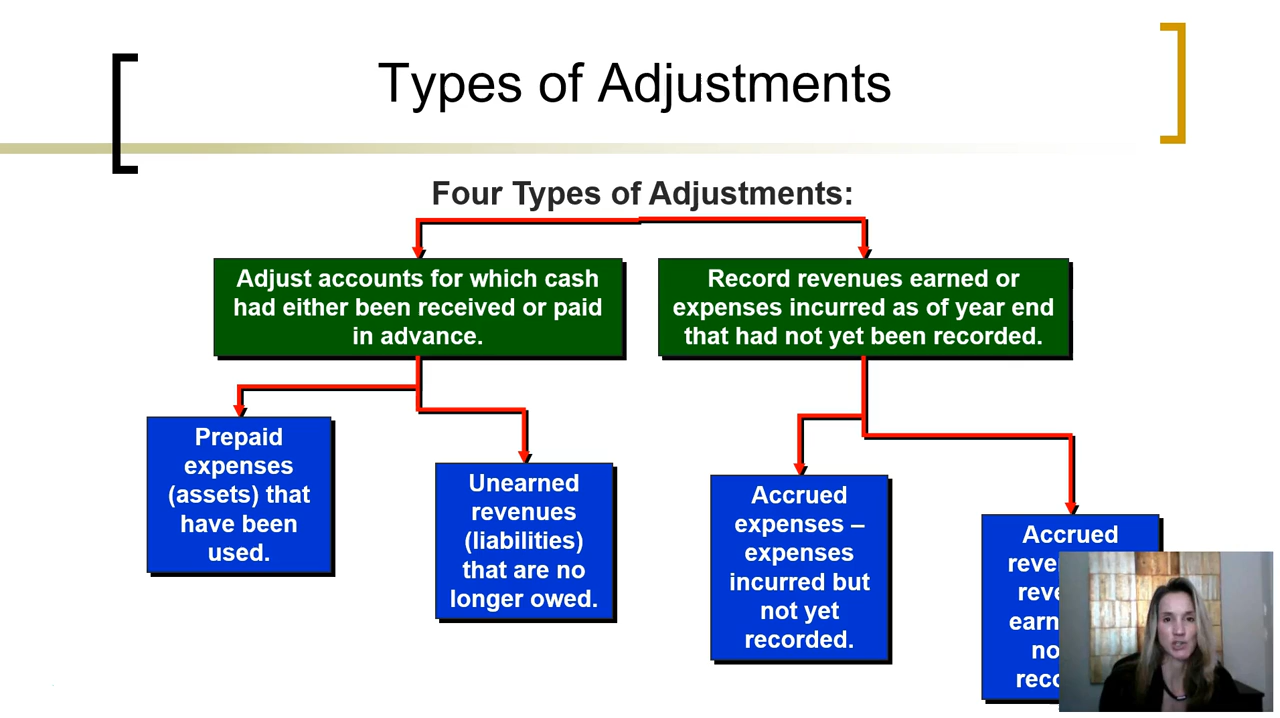 Types of Adjustments
Four Types of Adjustments:
Adjust accounts for which cash
had either been received or paid
in advance.
Record revenues earned or
expenses incurred as of year end
that had not yet been recorded.
Prepaid
expenses
(assets) that
have been
used.
Unearned
revenues
(liabilities)
that are no
longer owed.
Accrued
expenses –
expenses
incurred but
not yet
recorded.
Accrued